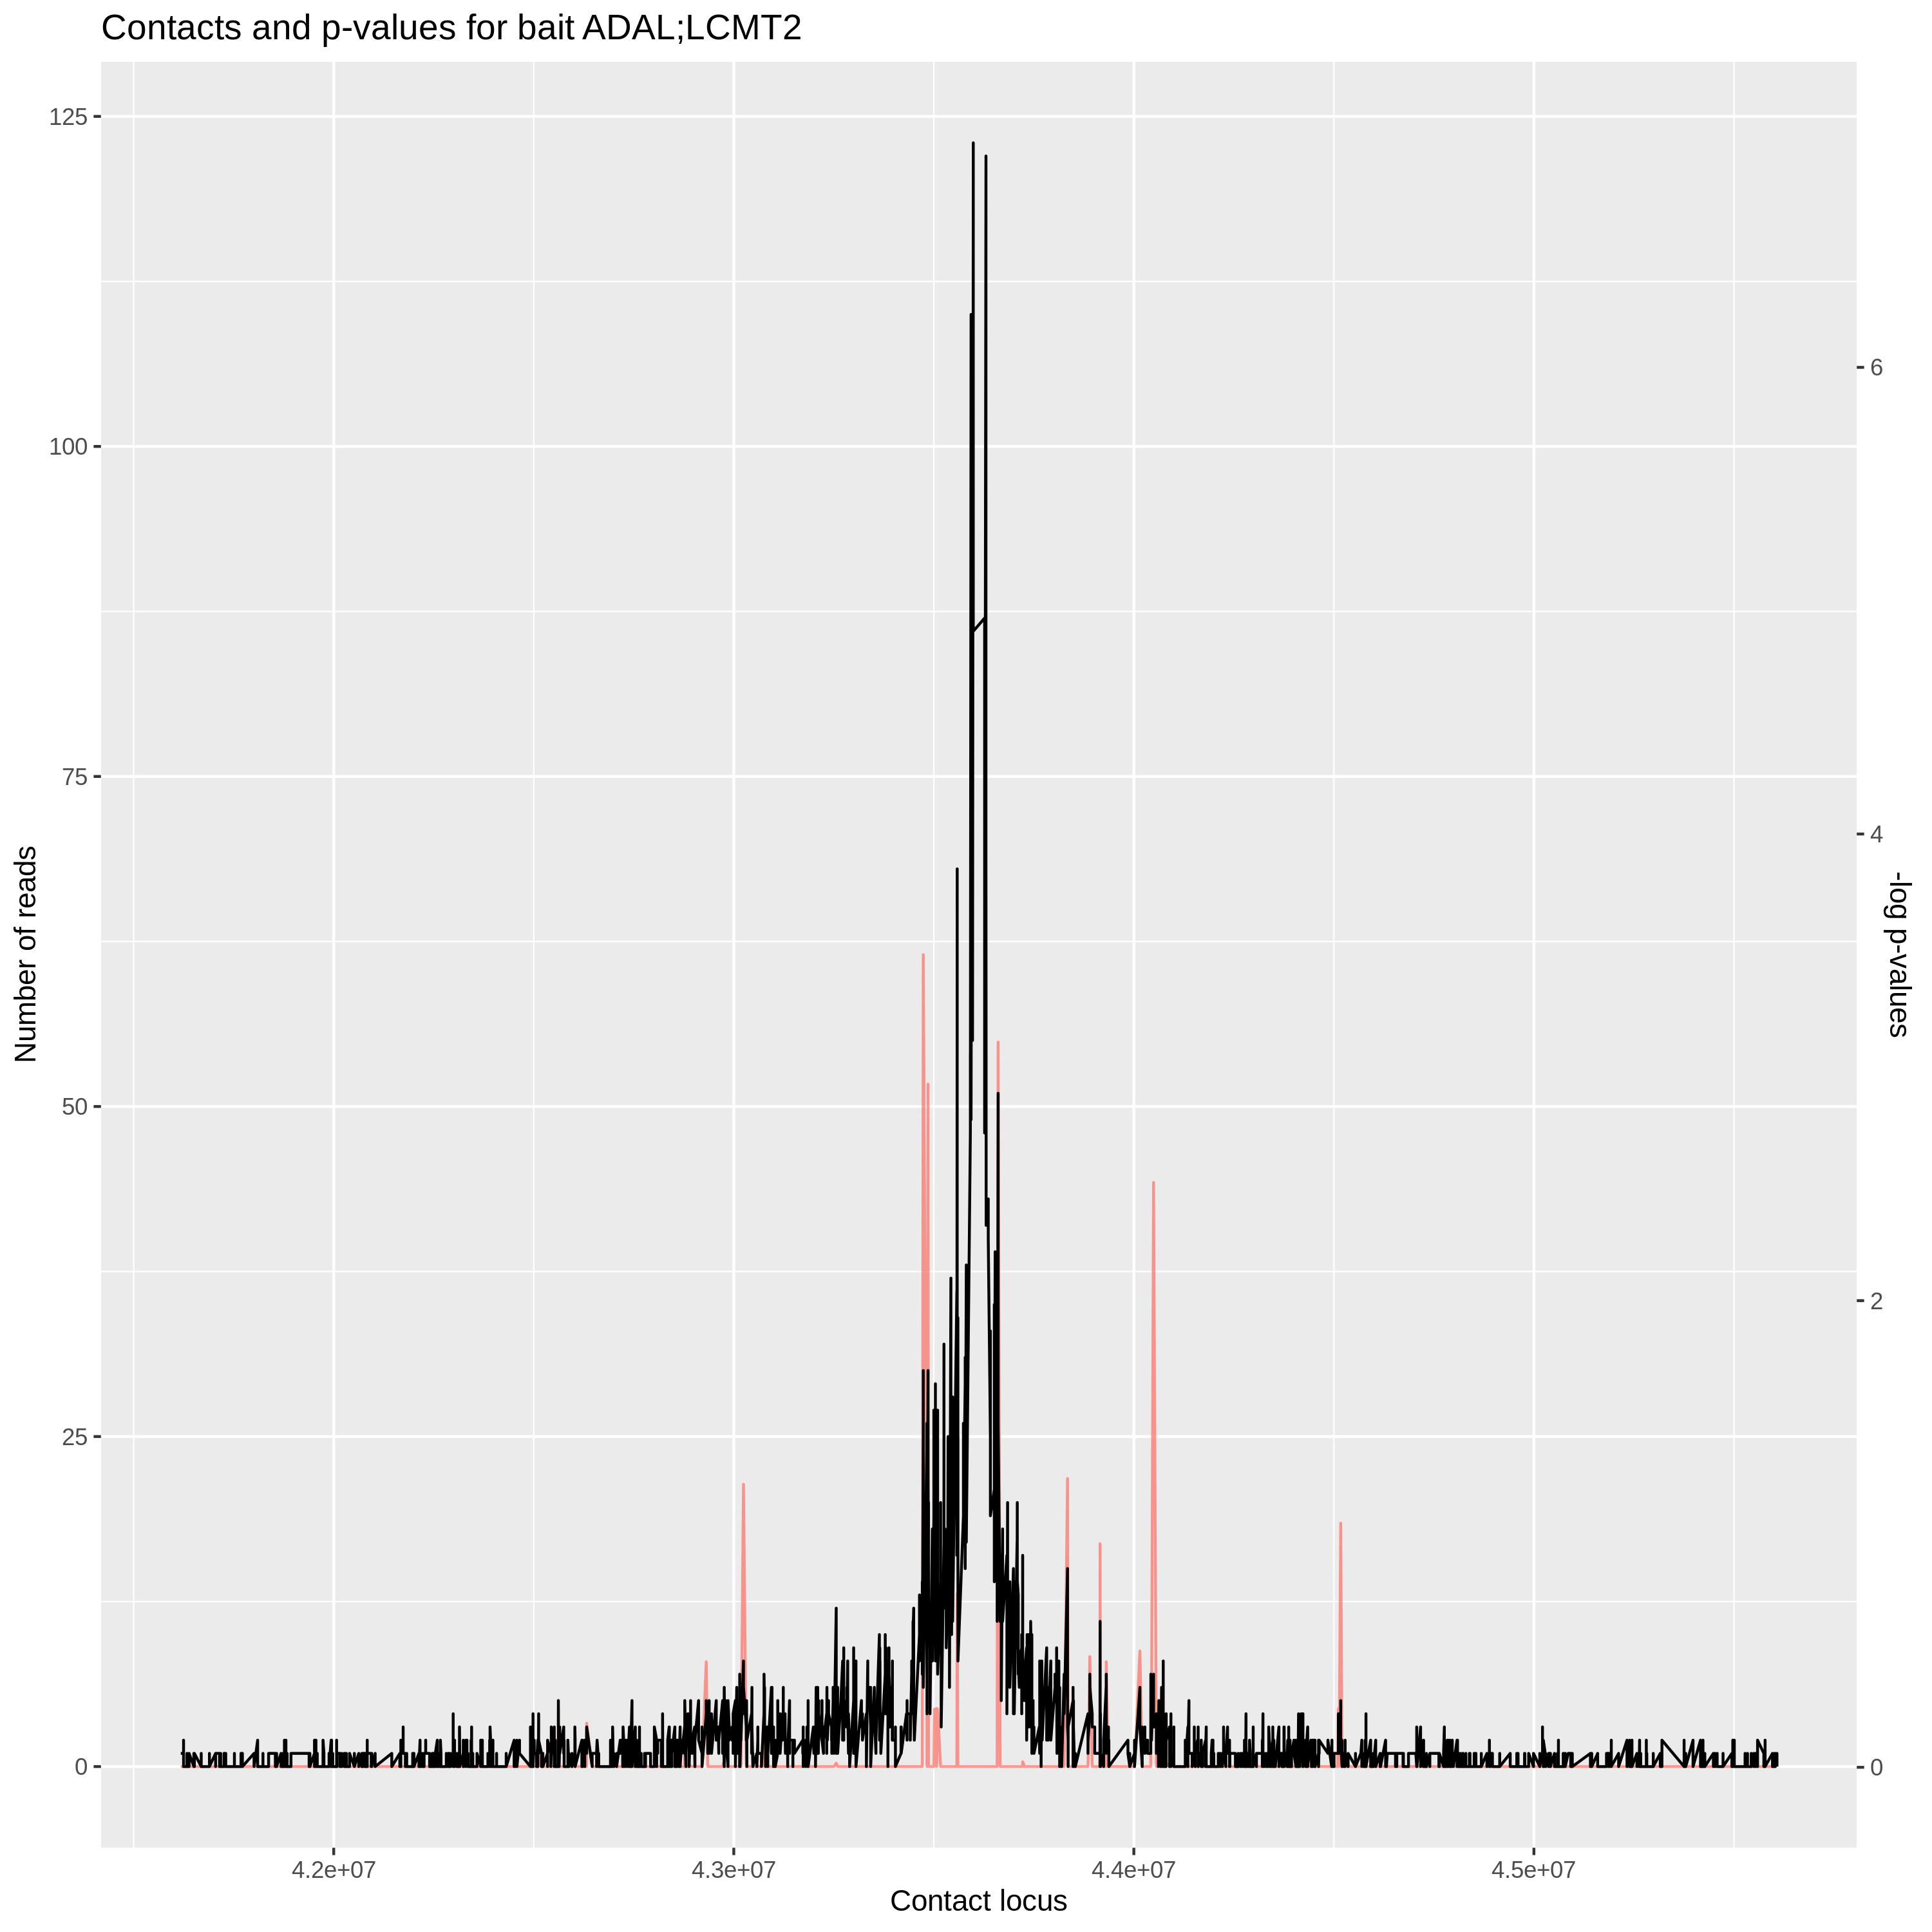 Contacts and p-values for bait ADAL;LCMT2
125
100
75
50
25
0
Number of reads
6
4
2
0
-log p-values
4.2e+07
4.3e+07
4.4e+07
4.5e+07
Contact locus